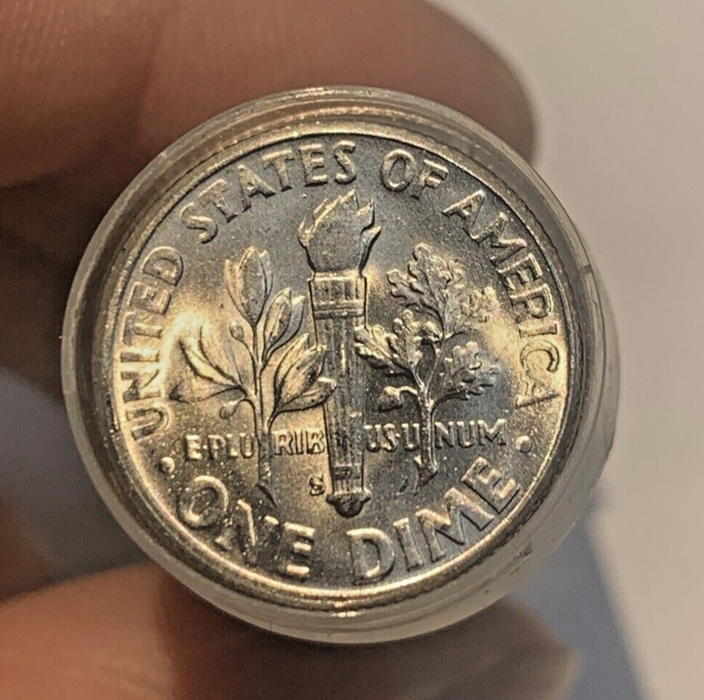 UNITED STATES OF AMERICA
E·PLURIBUS·UNUM
S
ONE DIME